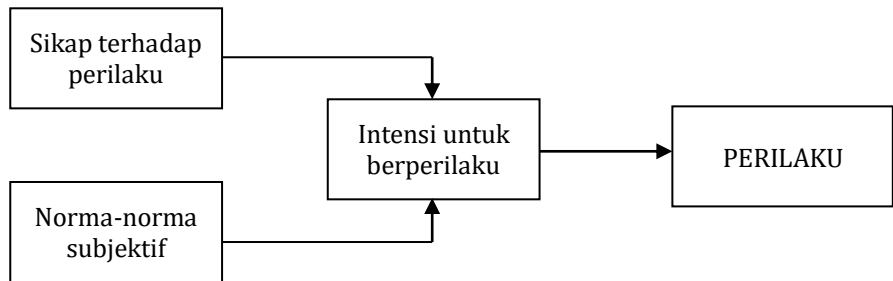 Sikap terhadap
perilaku
Intensi untuk
berperilaku
PERILAKU
Norma-norma
subjektif